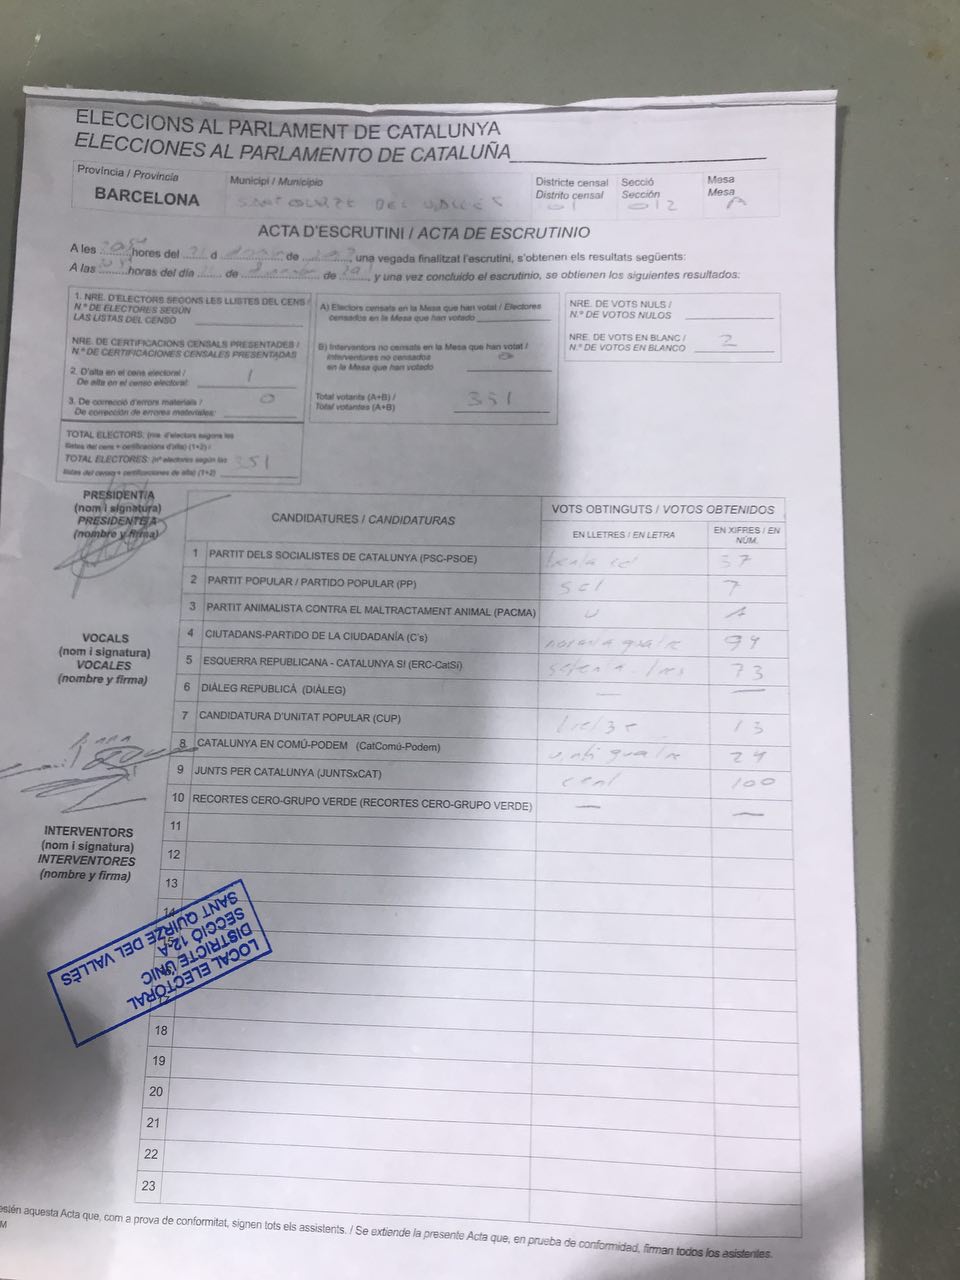 ELECCIONS AL PARLAMENT DE CATALUNYA
ELECCIONES AL PARLAMENTO DE CATALUÑA
Província / Provincia
BARCELONA
Municipi / Municipio
SANT QUIRZE DEL VALLÈS
Districte censal
Distrito censal
01
Secció
Sección
012
Mesa
Mesa
A
ACTA D'ESCRUTINI / ACTA DE ESCRUTINIO
A les hores del 21 d de , una vegada finalitzat l'escrutini, s'obtenen els resultats següents:
A las horas del día de de , y una vez concluido el escrutinio, se obtienen los siguientes resultados:
1. NRE. D'ELECTORS SEGONS LES LLISTES DEL CENS /
N.º DE ELECTORES SEGÚN
LAS LISTAS DEL CENSO
NRE. DE CERTIFICACIONS CENSALS PRESENTADES /
N.º DE CERTIFICACIONES CENSALES PRESENTADAS
2. D'alta en el cens electoral /
De alta en el censo electoral: 1
3. De correcció d'errors materials /
De corrección de errores materiales: 0
TOTAL ELECTORS: (nre. d'electors segons les
llistes del cens + certificacions d'alta) (1+2) /
TOTAL ELECTORES: (nº electores según las
listas del censo + certificaciones de alta) (1+2) 351
A) Electors censats en la Mesa que han votat / Electores
censados en la Mesa que han votado
B) Interventors no censats en la Mesa que han votat /
Interventores no censados
en la Mesa que han votado 0
Total votants (A+B) /
Total votantes (A+B) 351
NRE. DE VOTS NULS /
N.º DE VOTOS NULOS
NRE. DE VOTS EN BLANC /
N.º DE VOTOS EN BLANCO 2
PRESIDENT/A
(nom i signatura)
PRESIDENTE/A
(nombre y firma)
VOCALS
(nom i signatura)
VOCALES
(nombre y firma)
INTERVENTORS
(nom i signatura)
INTERVENTORES
(nombre y firma)
CANDIDATURES / CANDIDATURAS
VOTS OBTINGUTS / VOTOS OBTENIDOS
EN LLETRES / EN LETRA
EN XIFRES / EN NÚM.
1 PARTIT DELS SOCIALISTES DE CATALUNYA (PSC-PSOE) 37
2 PARTIT POPULAR / PARTIDO POPULAR (PP) set 7
3 PARTIT ANIMALISTA CONTRA EL MALTRACTAMENT ANIMAL (PACMA) U 1
4 CIUTADANS-PARTIDO DE LA CIUDADANÍA (C's) noranta quatre 94
5 ESQUERRA REPUBLICANA - CATALUNYA SI (ERC-CatSí) setenta-tres 73
6 DIÀLEG REPUBLICÀ (DIÀLEG) — —
7 CANDIDATURA D'UNITAT POPULAR (CUP) tretze 13
8 CATALUNYA EN COMÚ-PODEM (CatComú-Podem) vinti quatre 24
9 JUNTS PER CATALUNYA (JUNTSxCAT) cent 100
10 RECORTES CERO-GRUPO VERDE (RECORTES CERO-GRUPO VERDE) — —
11
12
13
14
18
19
20
21
22
23
LOCAL ELECTORAL
DISTRICTE ÚNIC
SECCIÓ 12-A
SANT QUIRZE DEL VALLÈS
estén aquesta Acta que, com a prova de conformitat, signen tots els assistents. / Se extiende la presente Acta que, en prueba de conformidad, firman todos los asistentes.